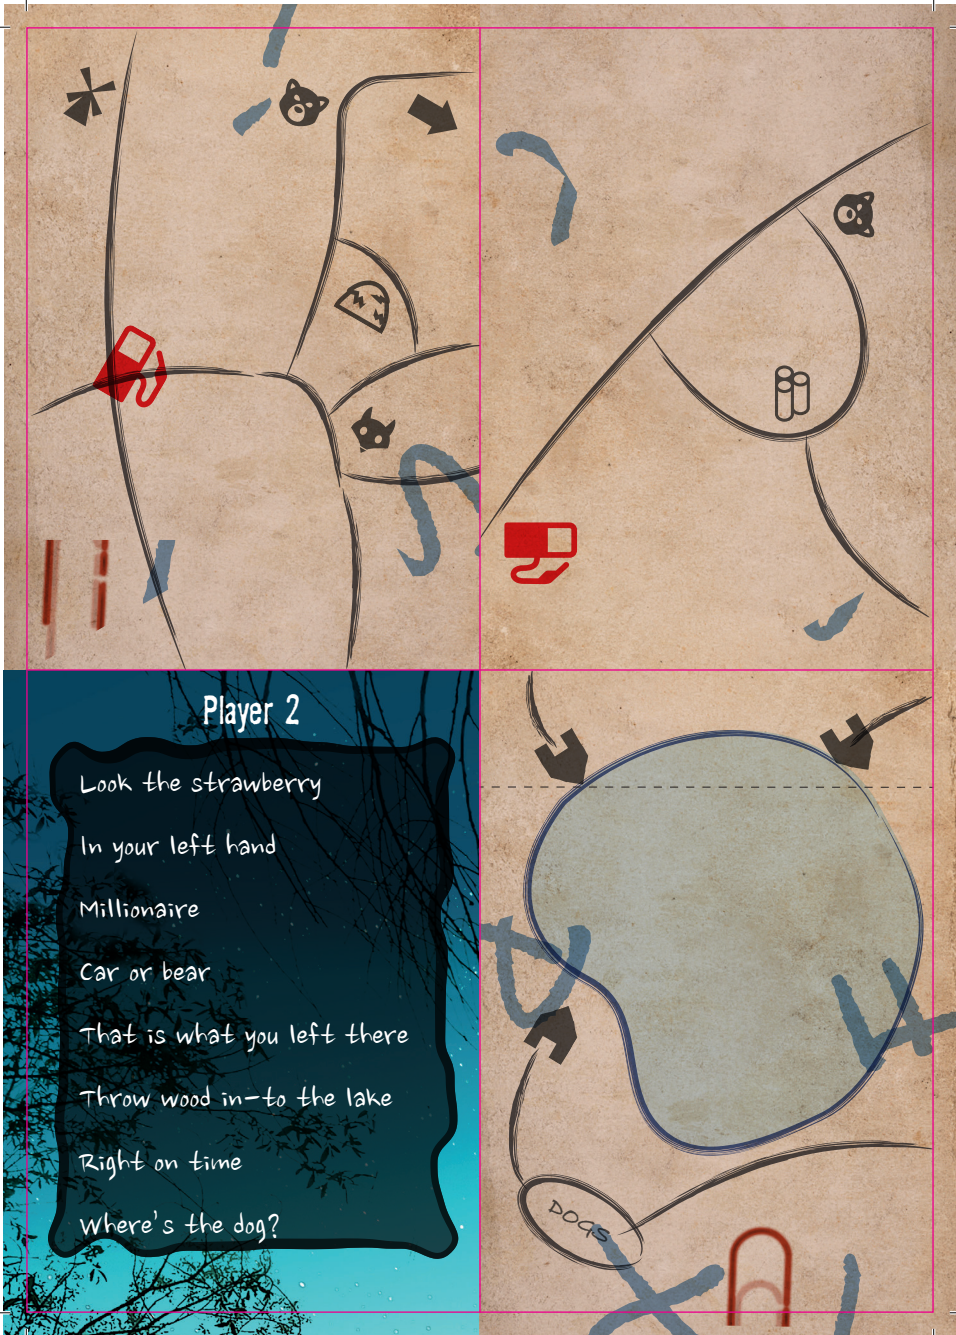 Player 2
Look the strawberry
In your left hand
Millionaire
Car or bear
That is what you left there
Throw wood in-to the lake
Right on time
Where's the dog?
4
DOGS